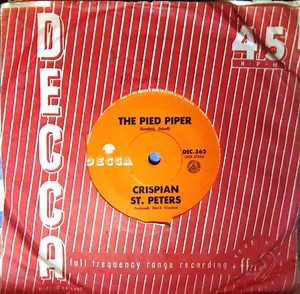 DECCA
45
R·P·M
THE PIED PIPER
DEC.362
DECCA
CRISPIAN
ST. PETERS
full frequency range recording
ffrr